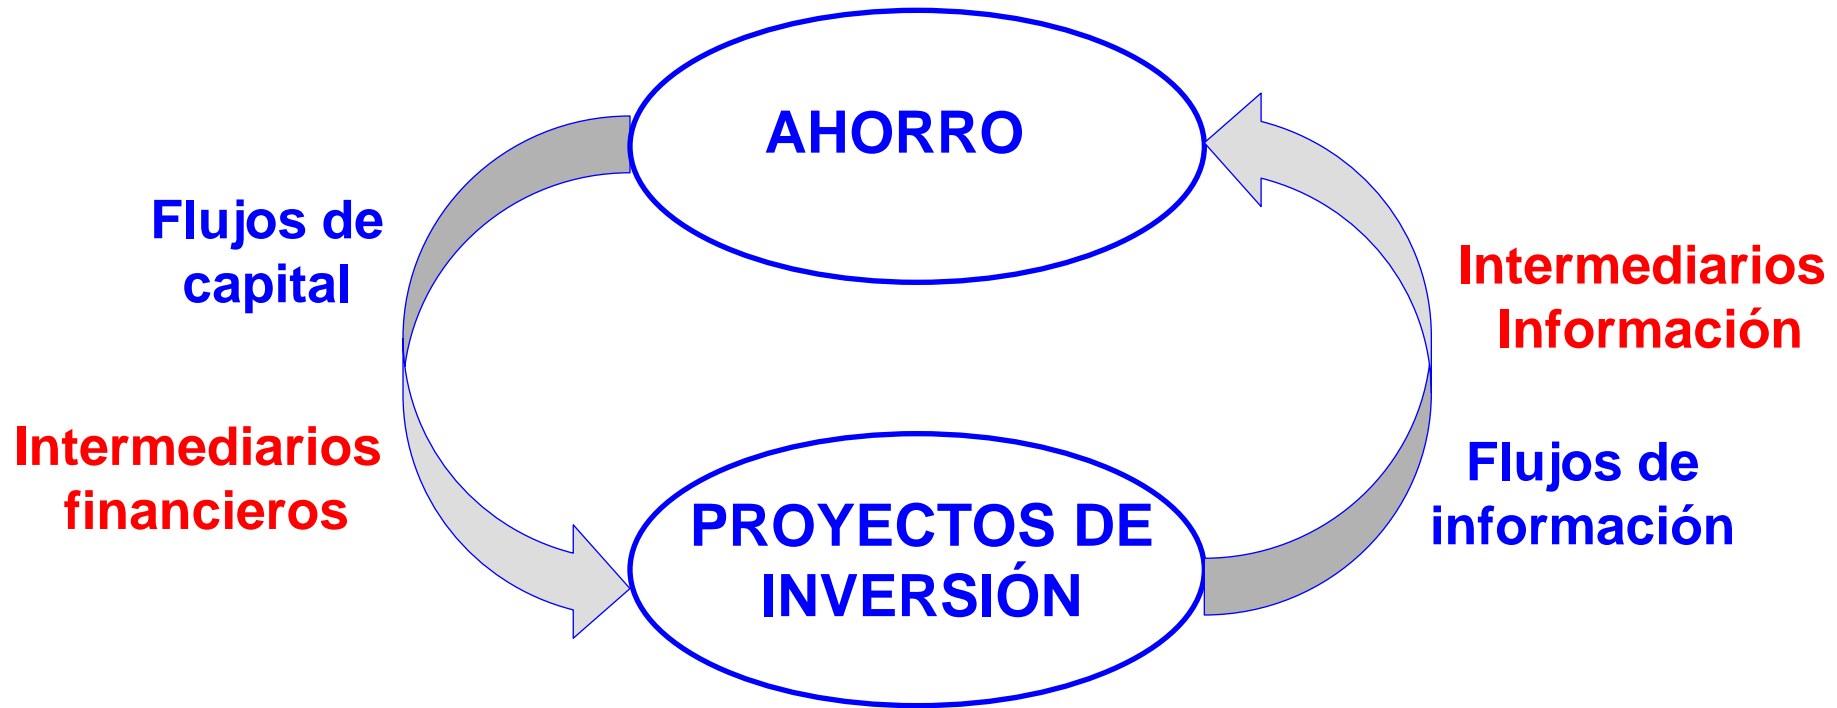 AHORRO
Flujos de
capital
Intermediarios
Información
Intermediarios
financieros
Flujos de
información
PROYECTOS DE
INVERSIÓN